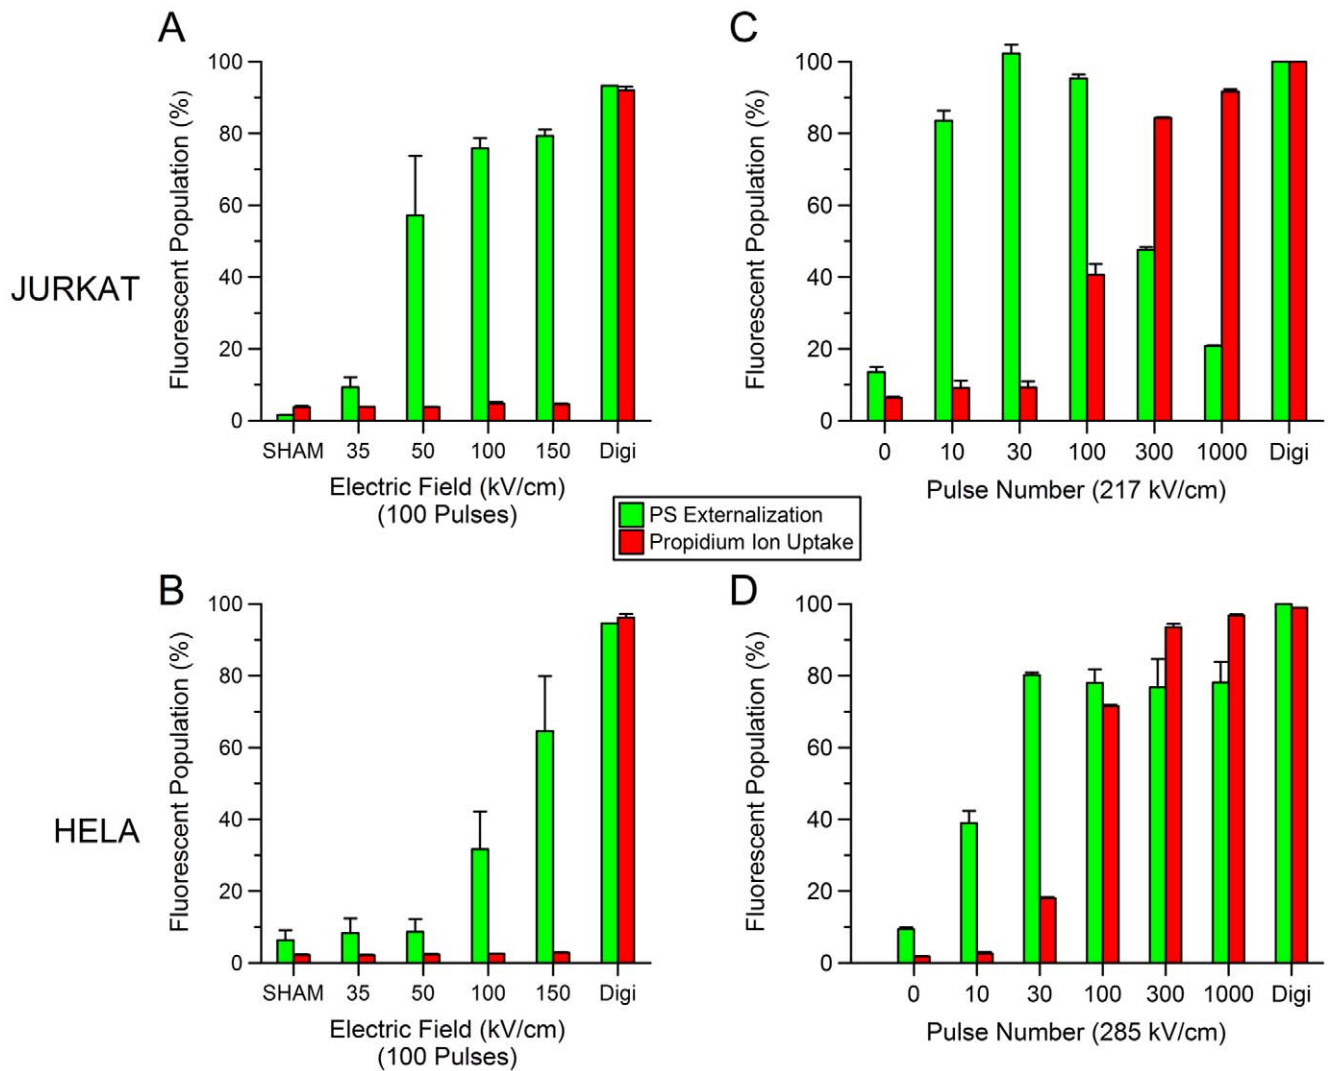 A
Fluorescent Population (%)
100
80
60
40
20
0
SHAM 35 50 100 150 Digi
Electric Field (kV/cm)
(100 Pulses)
JURKAT
C
Fluorescent Population (%)
100
80
60
40
20
0
0 10 30 100 300 1000 Digi
Pulse Number (217 kV/cm)
PS Externalization
Propidium Ion Uptake
B
Fluorescent Population (%)
100
80
60
40
20
0
SHAM 35 50 100 150 Digi
Electric Field (kV/cm)
(100 Pulses)
HELA
D
Fluorescent Population (%)
100
80
60
40
20
0
0 10 30 100 300 1000 Digi
Pulse Number (285 kV/cm)